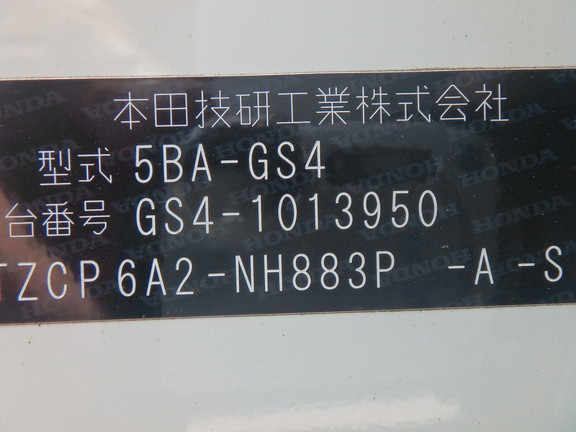 本田技研工業株式会社
型式 5BA-GS4
台番号 GS4-1013950
TZCP 6A2-NH883P -A -S